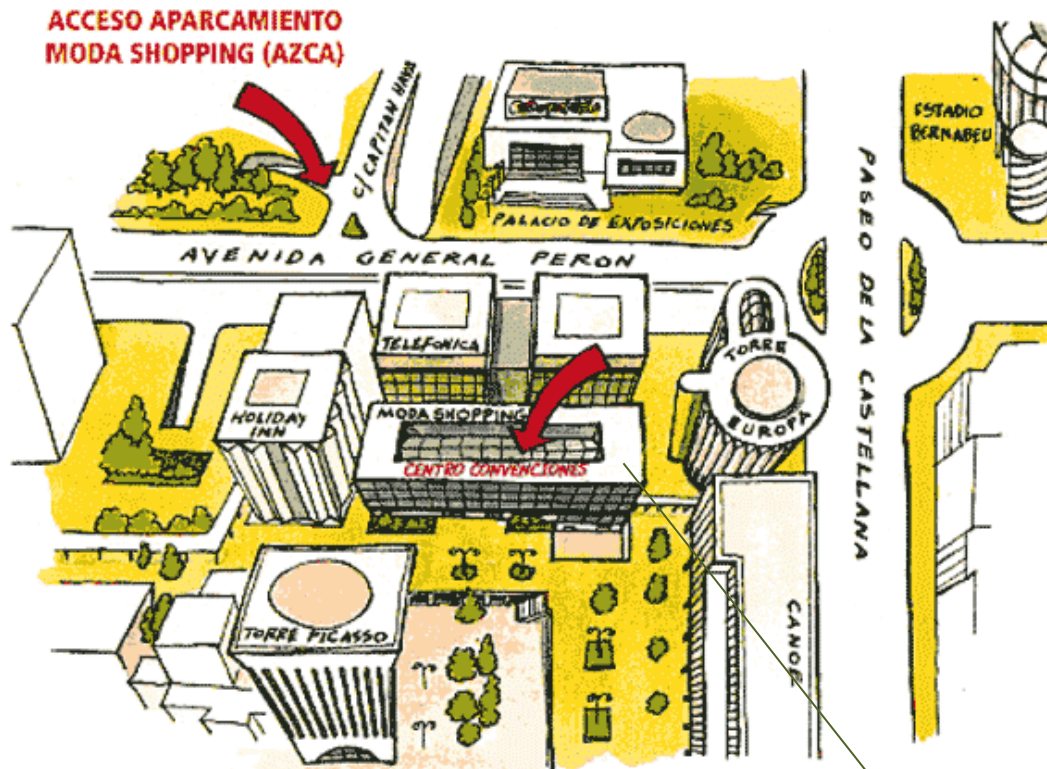 ACCESO APARCAMIENTO
MODA SHOPPING (AZCA)
C/CAPITAN HAYA
ESTADIO
BERNABEU
PALACIO DE EXPOSICIONES
PASEO DE LA CASTELLANA
AVENIDA GENERAL PERON
TELEFONICA
TORRE
EUROPA
HOLIDAY
INN
MODA SHOPPING
CENTRO CONVENCIONES
TORRE PICASSO
CANOE